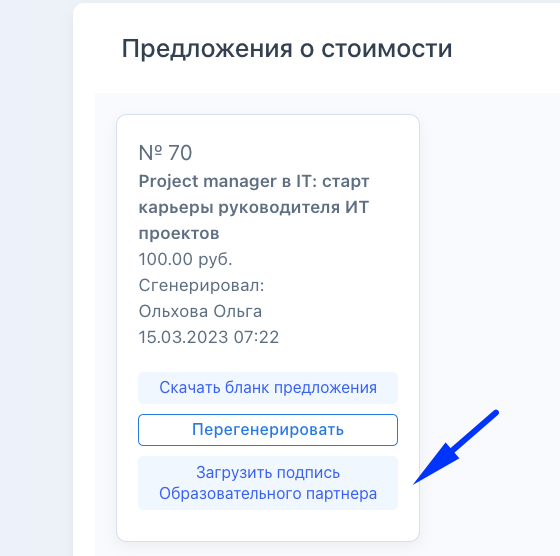 Предложения о стоимости
№ 70
Project manager в IT: старт
карьеры руководителя ИТ
проектов
100.00 руб.
Сгенерировал:
Ольхова Ольга
15.03.2023 07:22
Скачать бланк предложения
Перегенерировать
Загрузить подпись
Образовательного партнера